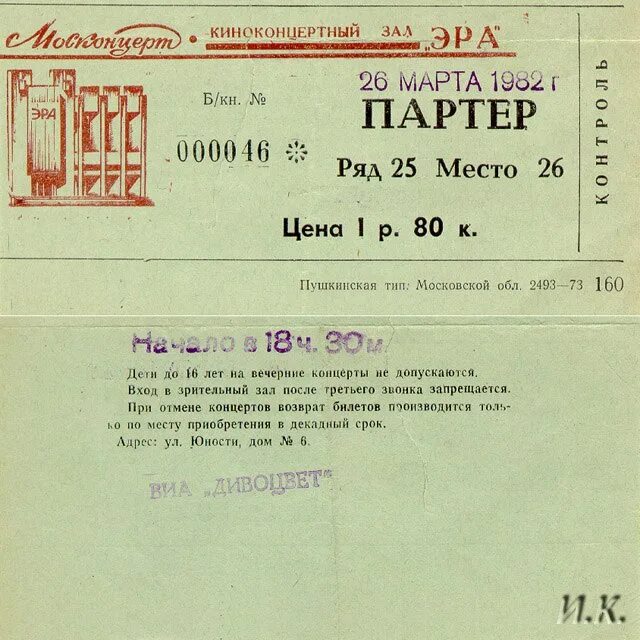 Москонцерт • КИНОКОНЦЕРТНЫЙ ЗАЛ „ЭРА"
26 МАРТА 1982 г
ЭРА
Б/кн. №
ПАРТЕР
000046
Ряд 25 Место 26
Цена 1 р. 80 к.
КОНТРОЛЬ
Пушкинская тип. Московской обл. 2493—73 160
Начало в 18 ч. 30 м
Дети до 16 лет на вечерние концерты не допускаются.
Вход в зрительный зал после третьего звонка запрещается.
При отмене концертов возврат билетов производится толь-
ко по месту приобретения в декадный срок.
Адрес: ул. Юности, дом № 6.
ВИА „ДИВОЦВЕТ"
И.К.